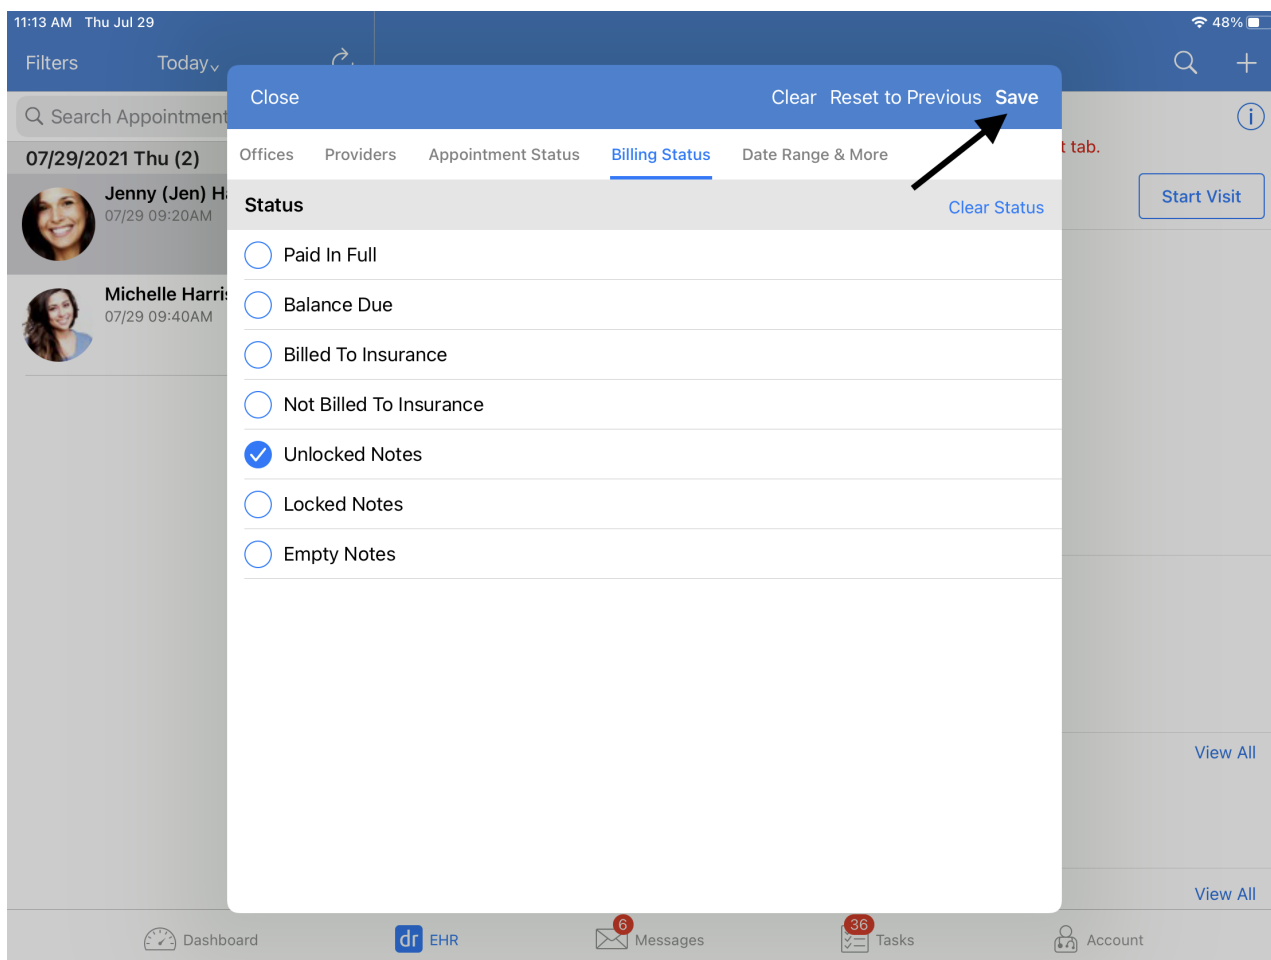 11:13 AM Thu Jul 29 48%
Filters Today
Close Clear Reset to Previous Save
Search Appointment
t tab.
07/29/2021 Thu (2)
Offices Providers Appointment Status Billing Status Date Range & More
Jenny (Jen) Ha
07/29 09:20AM
Start Visit
Status Clear Status
Paid In Full
Michelle Harri
07/29 09:40AM
Balance Due
Billed To Insurance
Not Billed To Insurance
Unlocked Notes
Locked Notes
Empty Notes
View All
View All
Dashboard dr EHR 6 Messages 36 Tasks Account